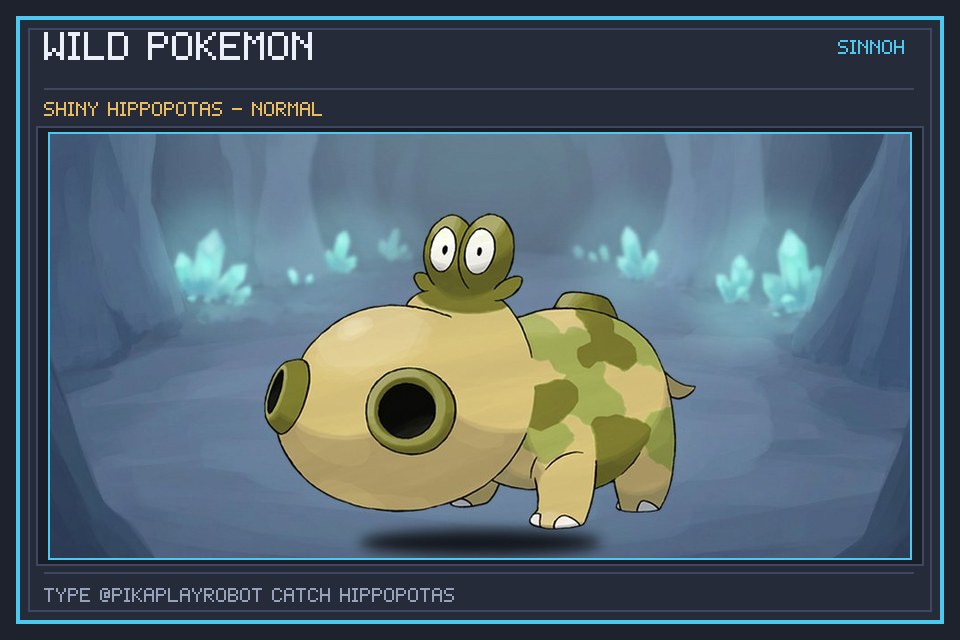 WILD POKEMON
SINNOH
SHINY HIPPOPOTAS - NORMAL
TYPE @PIKAPLAYROBOT CATCH HIPPOPOTAS